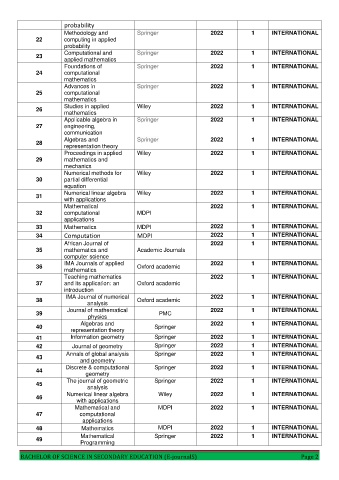 probability
22 Methodology and computing in applied probability Springer 2022 1 INTERNATIONAL
23 Computational and applied mathematics Springer 2022 1 INTERNATIONAL
24 Foundations of computational mathematics Springer 2022 1 INTERNATIONAL
25 Advances in computational mathematics Springer 2022 1 INTERNATIONAL
26 Studies in applied mathematics Wiley 2022 1 INTERNATIONAL
27 Applicable algebra in engineering, communication Springer 2022 1 INTERNATIONAL
28 Algebras and representation theory Springer 2022 1 INTERNATIONAL
29 Proceedings in applied mathematics and mechanics Wiley 2022 1 INTERNATIONAL
30 Numerical methods for partial differential equation Wiley 2022 1 INTERNATIONAL
31 Numerical linear algebra with applications Wiley 2022 1 INTERNATIONAL
32 Mathematical computational applications MDPI 2022 1 INTERNATIONAL
33 Mathematics MDPI 2022 1 INTERNATIONAL
34 Computation MDPI 2022 1 INTERNATIONAL
35 African Journal of mathematics and computer science Academic Journals 2022 1 INTERNATIONAL
36 IMA Journals of applied mathematics Oxford academic 2022 1 INTERNATIONAL
37 Teaching mathematics and its application: an introduction Oxford academic 2022 1 INTERNATIONAL
38 IMA Journal of numerical analysis Oxford academic 2022 1 INTERNATIONAL
39 Journal of mathematical physics PMC 2022 1 INTERNATIONAL
40 Algebras and representation theory Springer 2022 1 INTERNATIONAL
41 Information geometry Springer 2022 1 INTERNATIONAL
42 Journal of geometry Springer 2022 1 INTERNATIONAL
43 Annals of global analysis and geometry Springer 2022 1 INTERNATIONAL
44 Discrete & computational geometry Springer 2022 1 INTERNATIONAL
45 The journal of geometric analysis Springer 2022 1 INTERNATIONAL
46 Numerical linear algebra with applications Wiley 2022 1 INTERNATIONAL
47 Mathematical and computational applications MDPI 2022 1 INTERNATIONAL
48 Mathematics MDPI 2022 1 INTERNATIONAL
49 Mathematical Programming Springer 2022 1 INTERNATIONAL
BACHELOR OF SCIENCE IN SECONDARY EDUCATION (E-journalS) Page 2